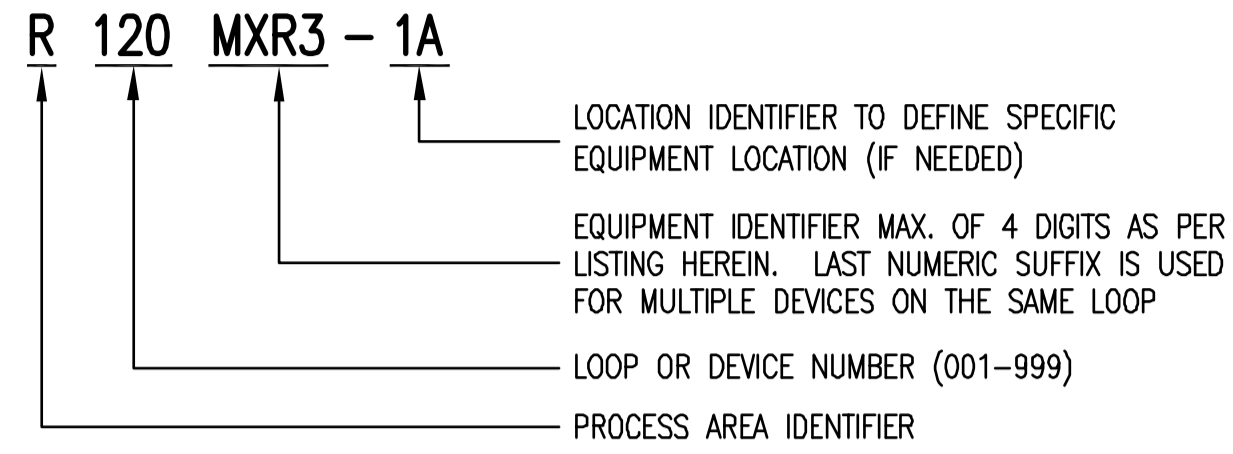 R 120 MXR3 - 1A
LOCATION IDENTIFIER TO DEFINE SPECIFIC
EQUIPMENT LOCATION (IF NEEDED)
EQUIPMENT IDENTIFIER MAX. OF 4 DIGITS AS PER
LISTING HEREIN. LAST NUMERIC SUFFIX IS USED
FOR MULTIPLE DEVICES ON THE SAME LOOP
LOOP OR DEVICE NUMBER (001-999)
PROCESS AREA IDENTIFIER